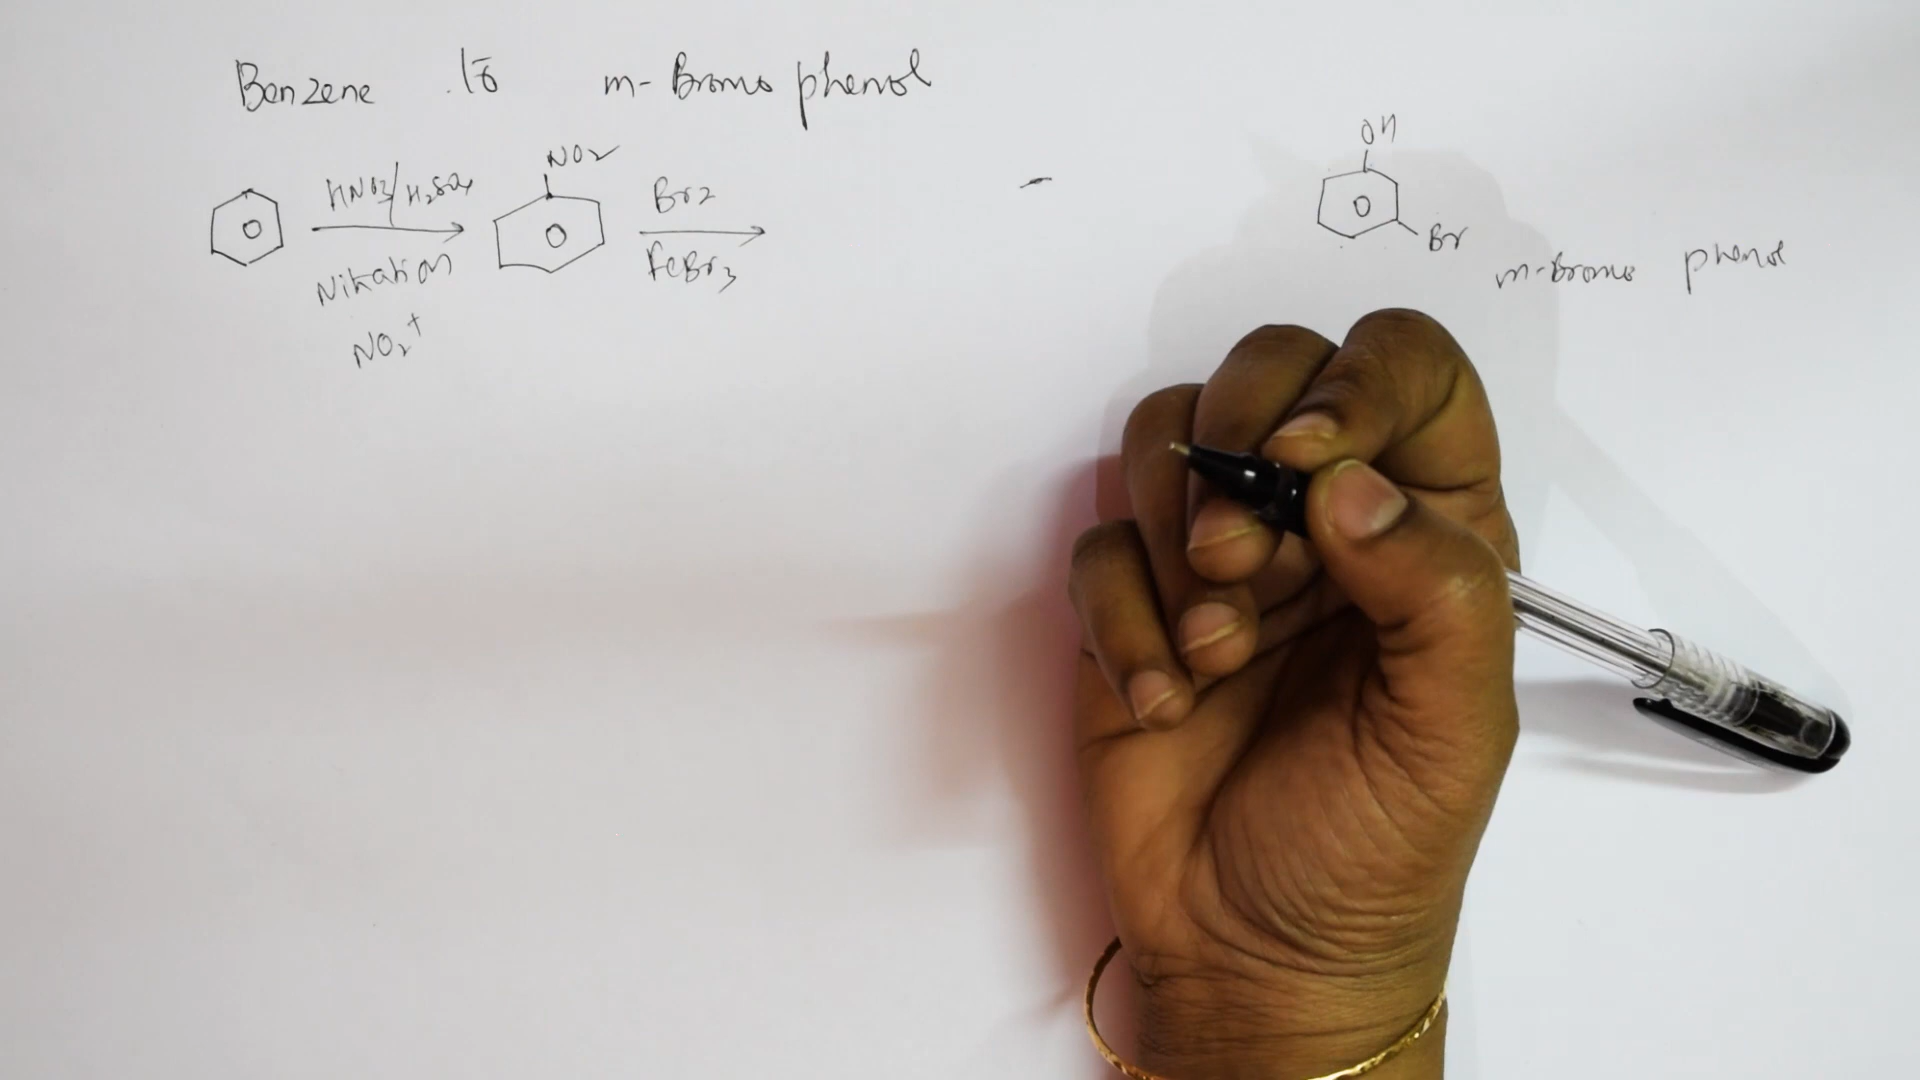 Benzene to m-Bromo phenol
HNO3/H2SO4
Nitration
NO2+
NO2
Br2
FeBr3
OH
Br
m-Bromo phenol